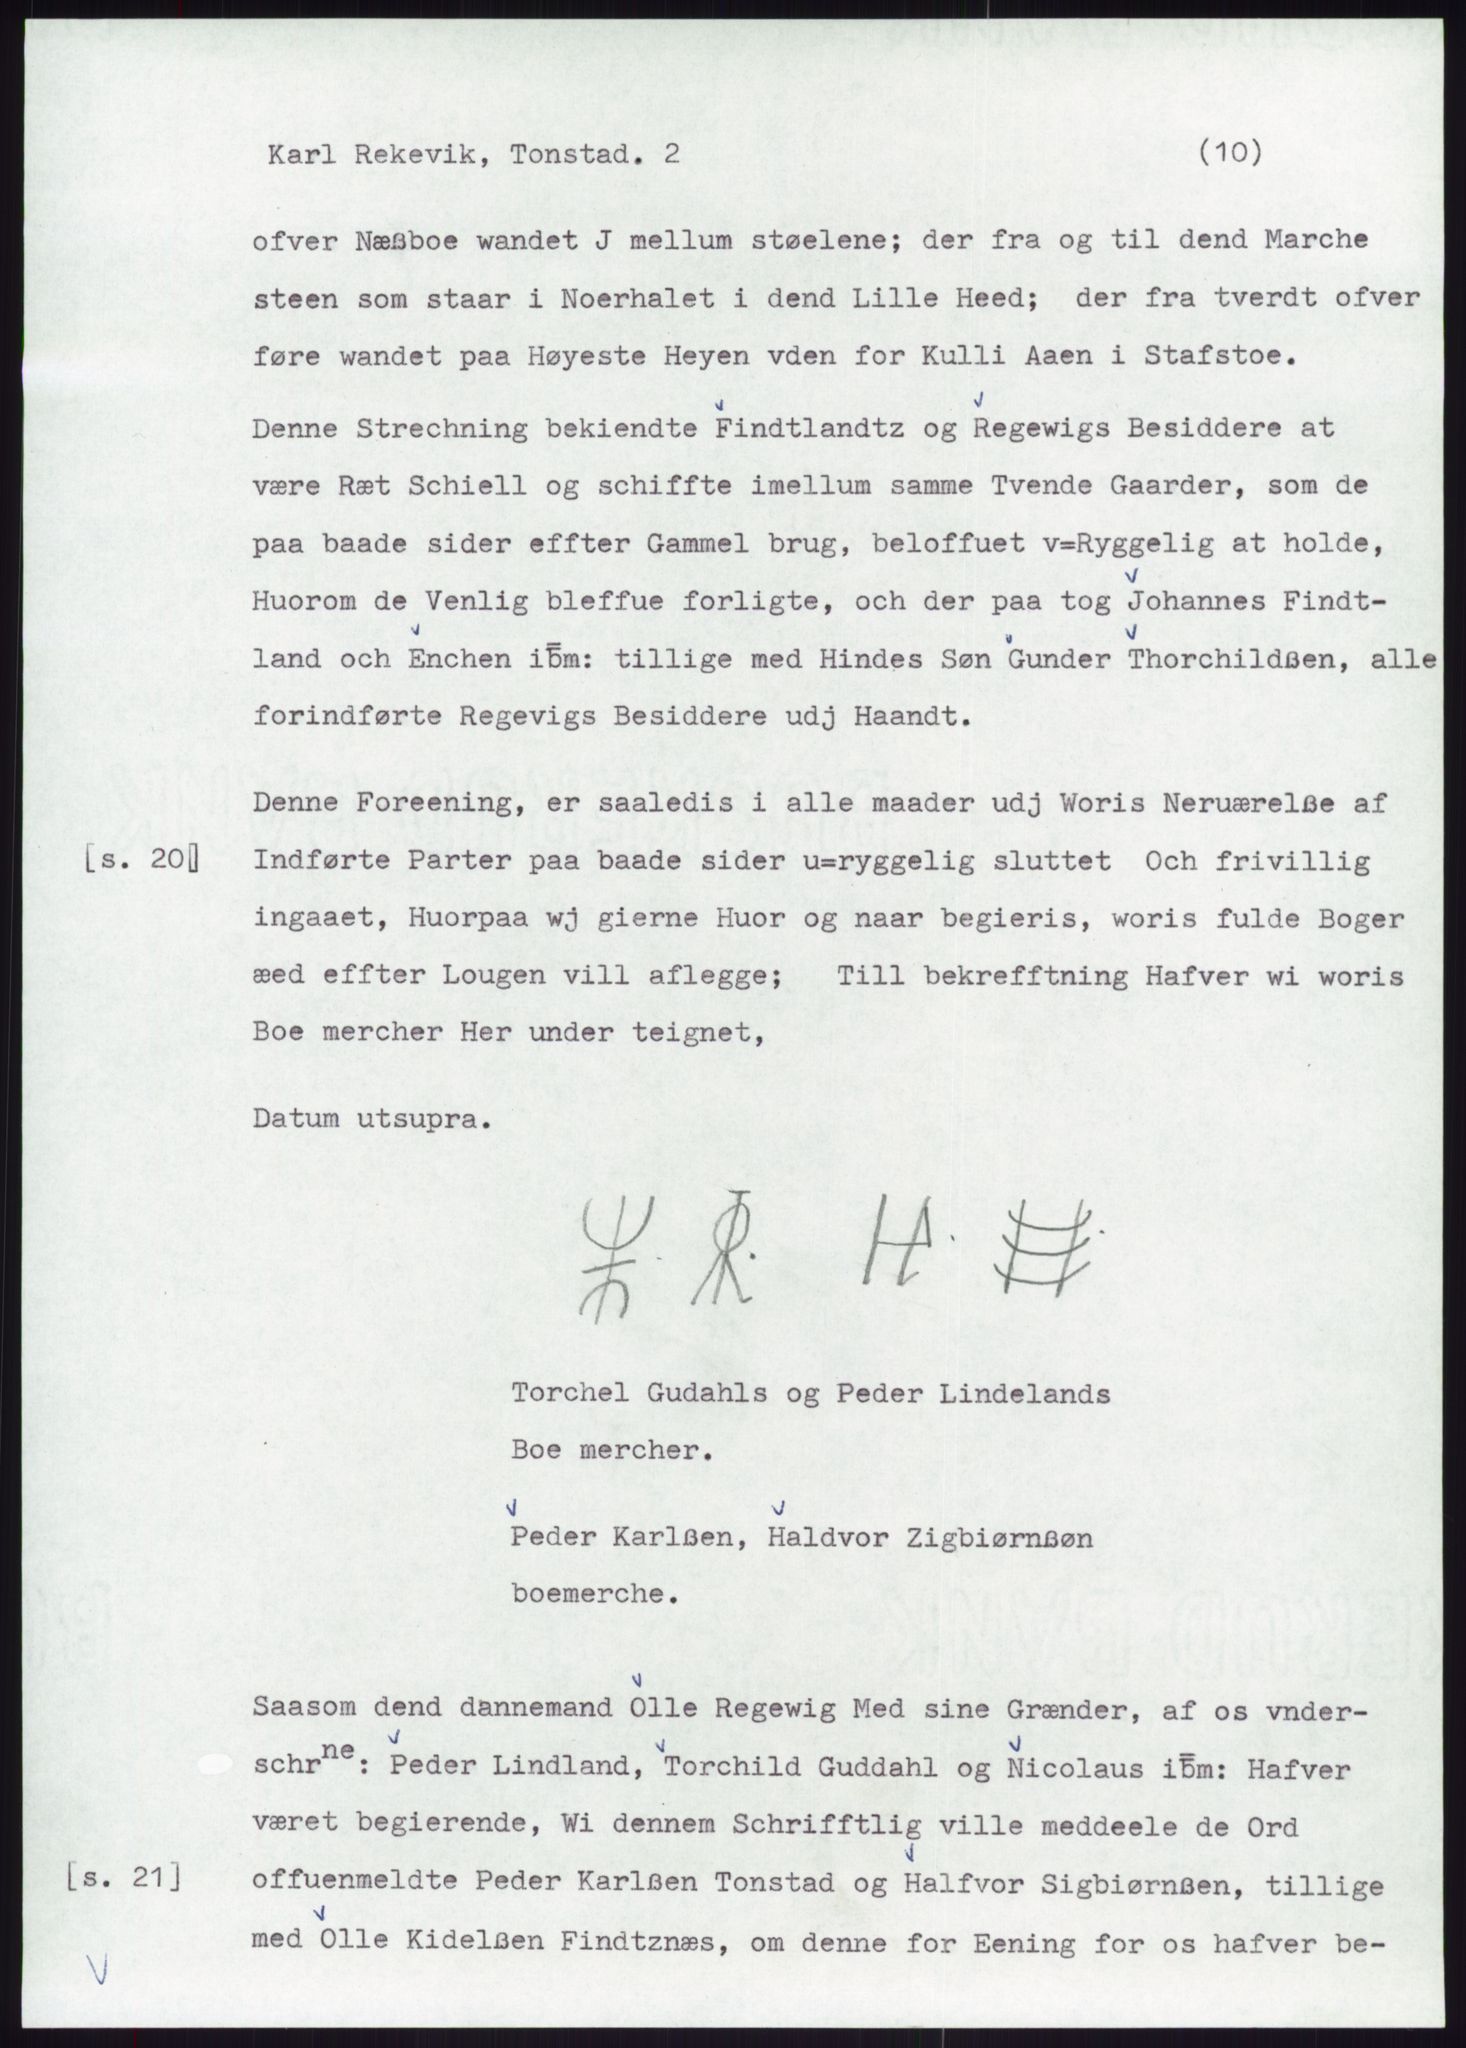 Karl Rekevik, Tonstad. 2 (10)
ofver Næßboe wandet J mellum støelene; der fra og til dend Marche
steen som staar i Noerhalet i dend Lille Heed; der fra tverdt ofver
føre wandet paa Høyeste Heyen vden for Kulli Aaen i Stafstoe.
Denne Strechning bekiendte Findtlandtz og Regewigs Besiddere at
være Ræt Schiell og schiffte imellum samme Tvende Gaarder, som de
paa baade sider effter Gammel brug, beloffuet v=Ryggelig at holde,
Huorom de Venlig bleffue forligte, och der paa tog Johannes Findt-
land och Enchen ib̿m: tillige med Hindes Søn Gunder Thorchildßen, alle
forindførte Regevigs Besiddere udj Haandt.
Denne Foreening, er saaledis i alle maader udj Woris Neruærelße af
[s. 20] Indførte Parter paa baade sider u=ryggelig sluttet Och frivillig
ingaaet, Huorpaa wj gierne Huor og naar begieris, woris fulde Boger
æed effter Lougen vill aflegge; Till bekrefftning Hafver wi woris
Boe mercher Her under teignet,
Datum utsupra.
Torchel Gudahls og Peder Lindelands
Boe mercher.
Peder Karlßen, Haldvor Zigbiørnßøn
boemerche.
Saasom dend dannemand Olle Regewig Med sine Grænder, af os vnder-
schrne: Peder Lindland, Torchild Guddahl og Nicolaus ib̿m: Hafver
været begierende, Wi dennem Schrifftlig ville meddeele de Ord
[s. 21] offuenmeldte Peder Karlßen Tonstad og Halfvor Sigbiørnßen, tillige
med Olle Kidelßen Findtznæs, om denne for Eening for os hafver be-